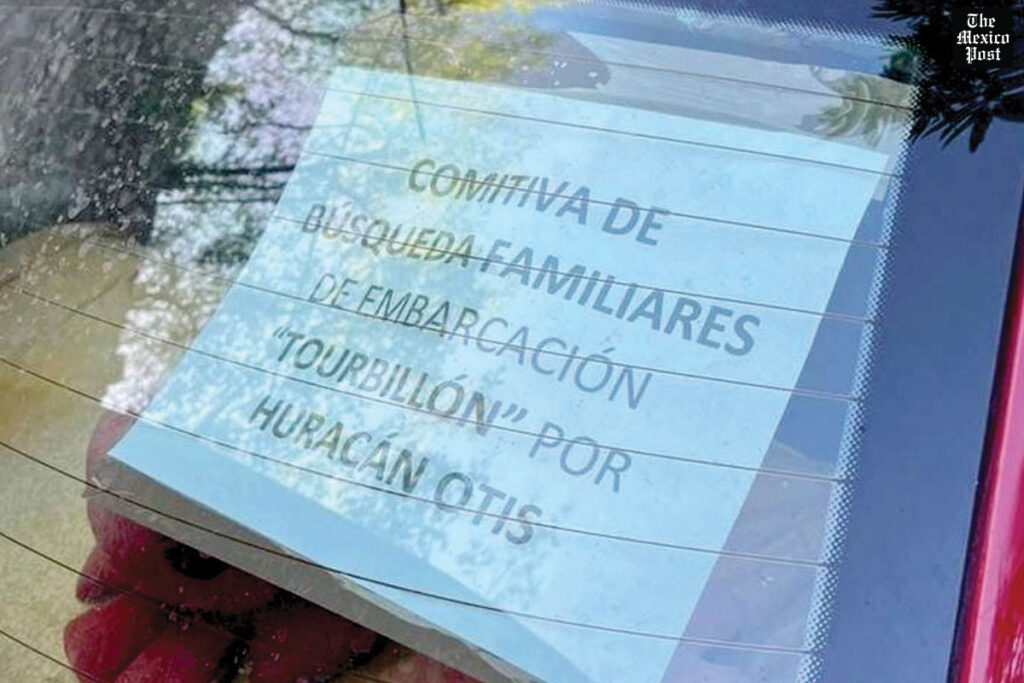 The
Mexico
Post
COMITIVA DE
BÚSQUEDA FAMILIARES
DE EMBARCACIÓN
“TOURBILLÓN” POR
HURACÁN OTIS